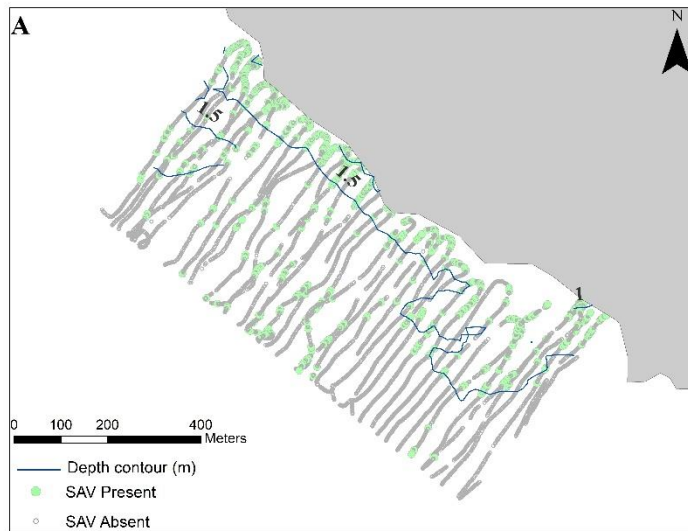 A
N
1.5
1.5
1
0 100 200 400
Meters
Depth contour (m)
SAV Present
SAV Absent